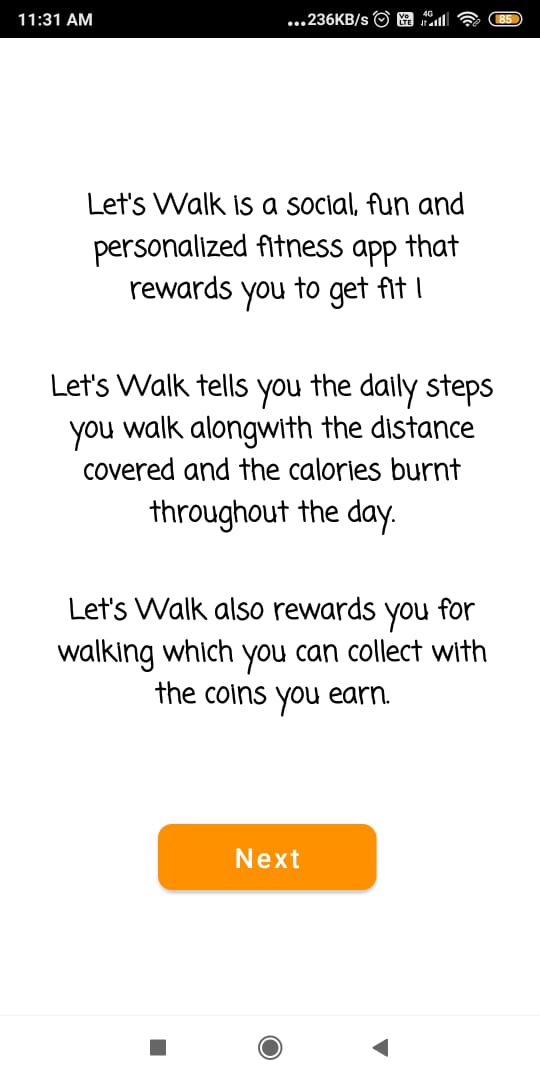 11:31 AM ...236KB/s Vo LTE 4G 85
Let's Walk is a social, fun and
personalized fitness app that
rewards you to get fit !
Let's Walk tells you the daily steps
you walk alongwith the distance
covered and the calories burnt
throughout the day.
Let's Walk also rewards you for
walking which you can collect with
the coins you earn.
Next